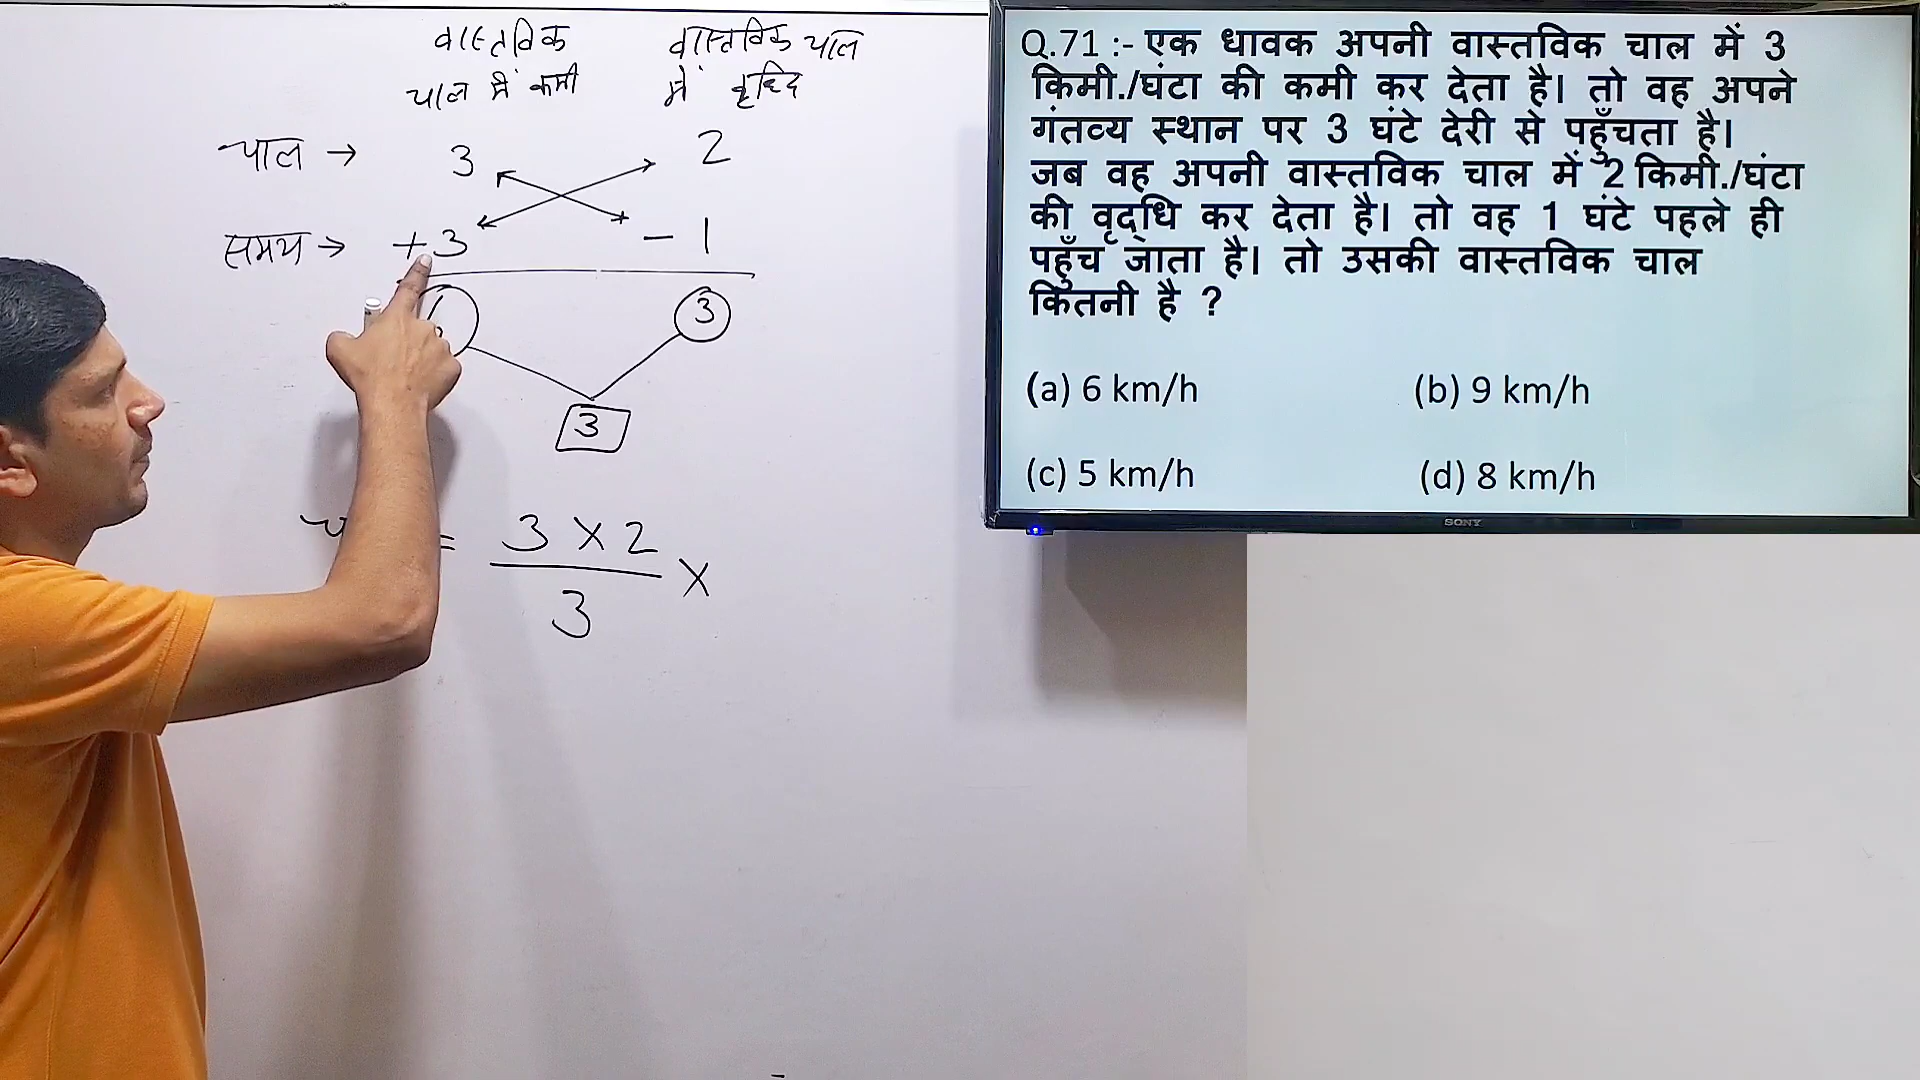 वास्तविक
चाल में कमी
वास्तविक चाल
में वृद्धि
चाल → 3 2
समय → +3 - 1
3
3
= 3 X 2
3
X
Q.71 :- एक धावक अपनी वास्तविक चाल में 3
किमी./घंटा की कमी कर देता है। तो वह अपने
गंतव्य स्थान पर 3 घंटे देरी से पहुँचता है।
जब वह अपनी वास्तविक चाल में 2 किमी./घंटा
की वृद्धि कर देता है। तो वह 1 घंटे पहले ही
पहुँच जाता है। तो उसकी वास्तविक चाल
कितनी है ?
(a) 6 km/h (b) 9 km/h
(c) 5 km/h (d) 8 km/h
SONY